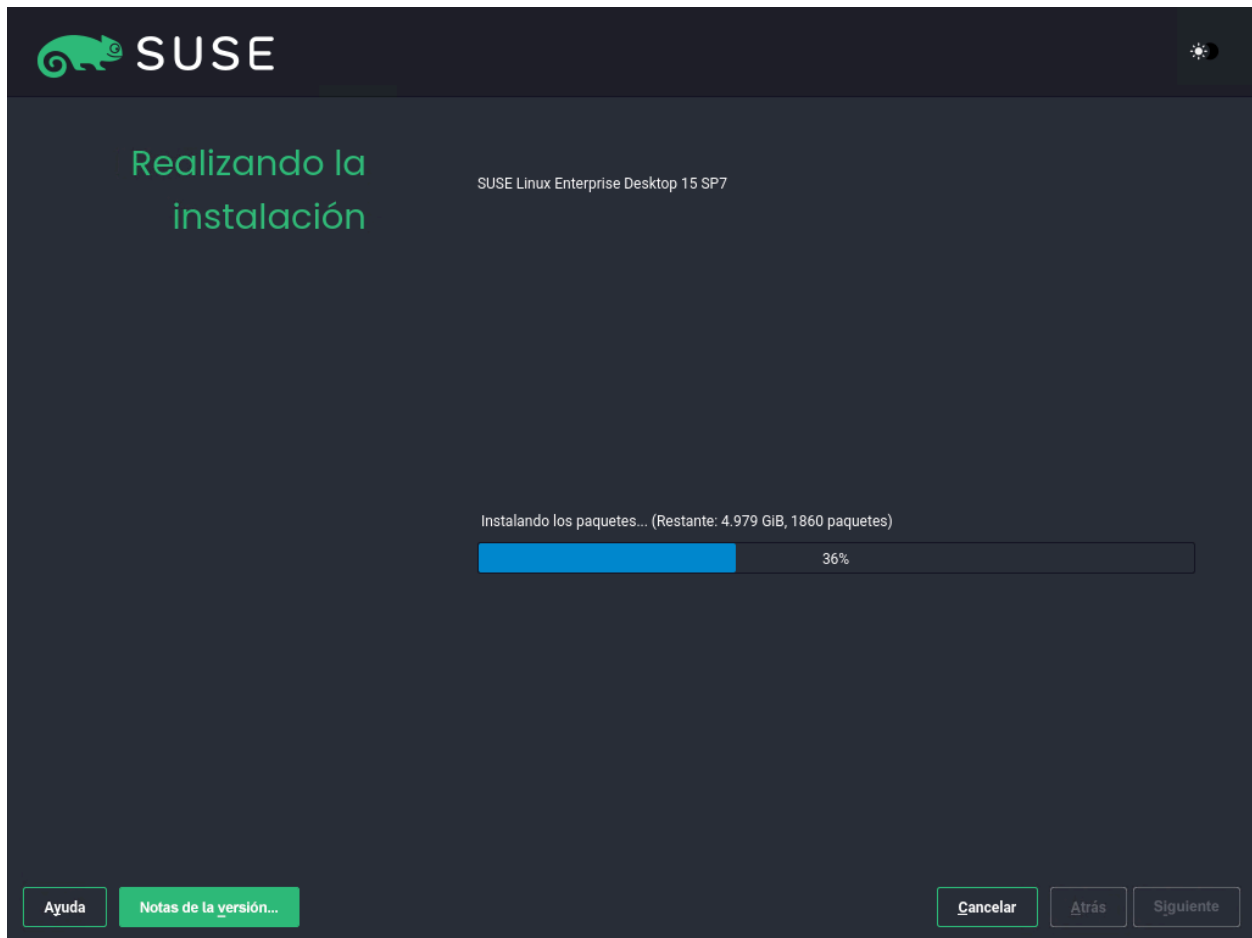 SUSE
Realizando la
instalación
SUSE Linux Enterprise Desktop 15 SP7
Instalando los paquetes... (Restante: 4.979 GiB, 1860 paquetes)
36%
Ayuda
Notas de la versión...
Cancelar
Atrás
Siguiente